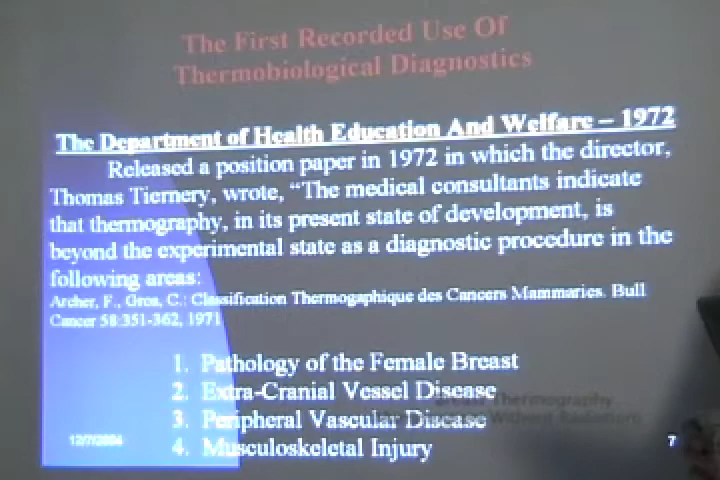 The First Recorded Use Of
Thermobiological Diagnostics
The Department of Health Education And Welfare – 1972
Released a position paper in 1972 in which the director,
Thomas Tiernery, wrote, “The medical consultants indicate
that thermography, in its present state of development, is
beyond the experimental state as a diagnostic procedure in the
following areas:
Archer, F., Gros, C.: Classification Thermogaphique des Cancers Mammaries. Bull
Cancer 58:351-362, 1971
1. Pathology of the Female Breast
2. Extra-Cranial Vessel Disease
3. Peripheral Vascular Disease
4. Musculoskeletal Injury
Thermography
Without Radiation
12/7/2004
7